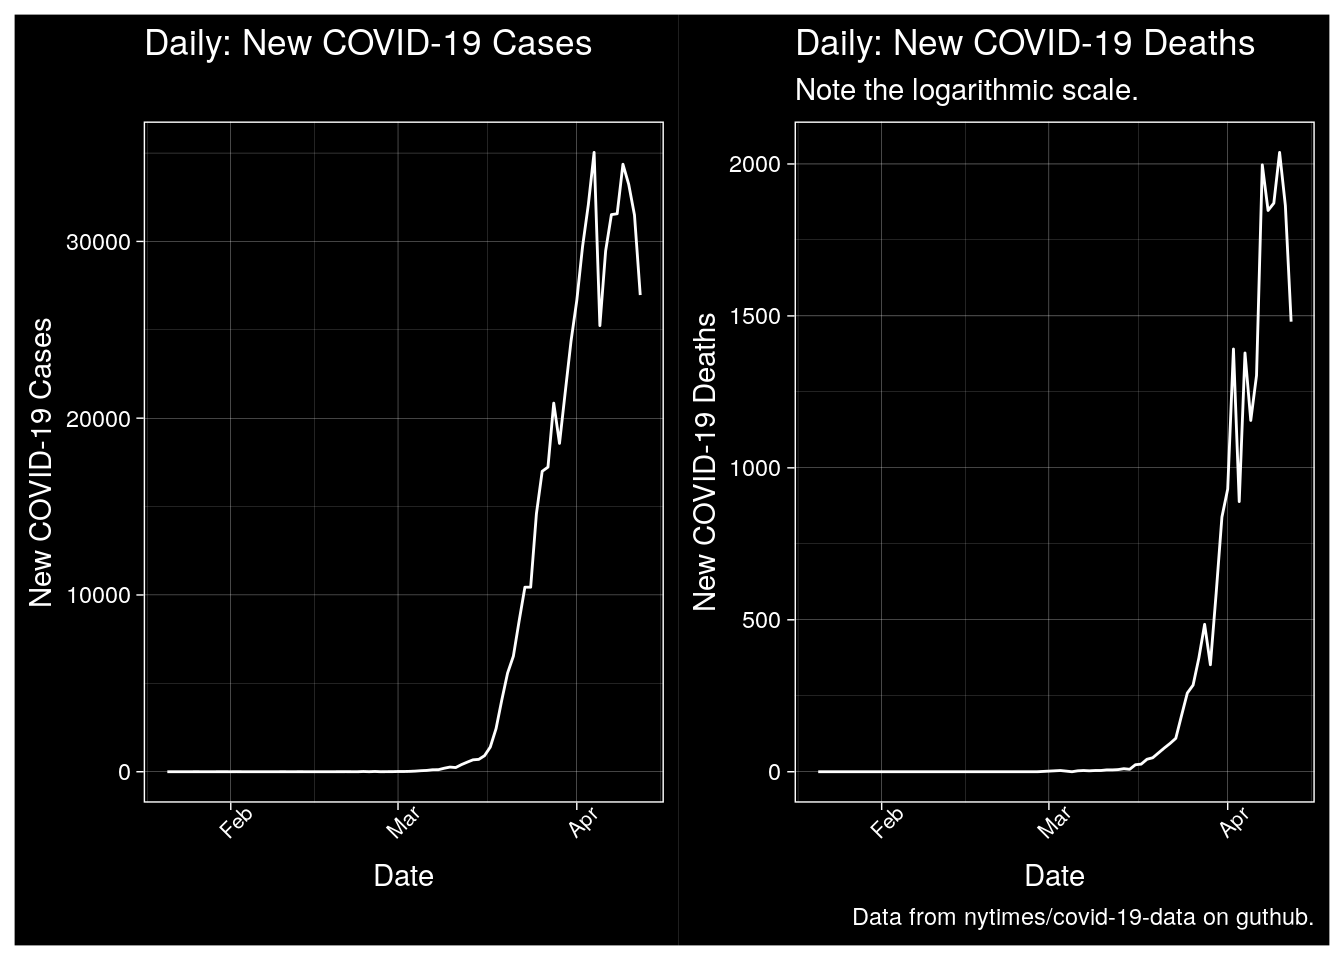 Daily: New COVID-19 Cases
New COVID-19 Cases
30000
20000
10000
0
Feb
Mar
Apr
Date
Daily: New COVID-19 Deaths
Note the logarithmic scale.
New COVID-19 Deaths
2000
1500
1000
500
0
Feb
Mar
Apr
Date
Data from nytimes/covid-19-data on guthub.